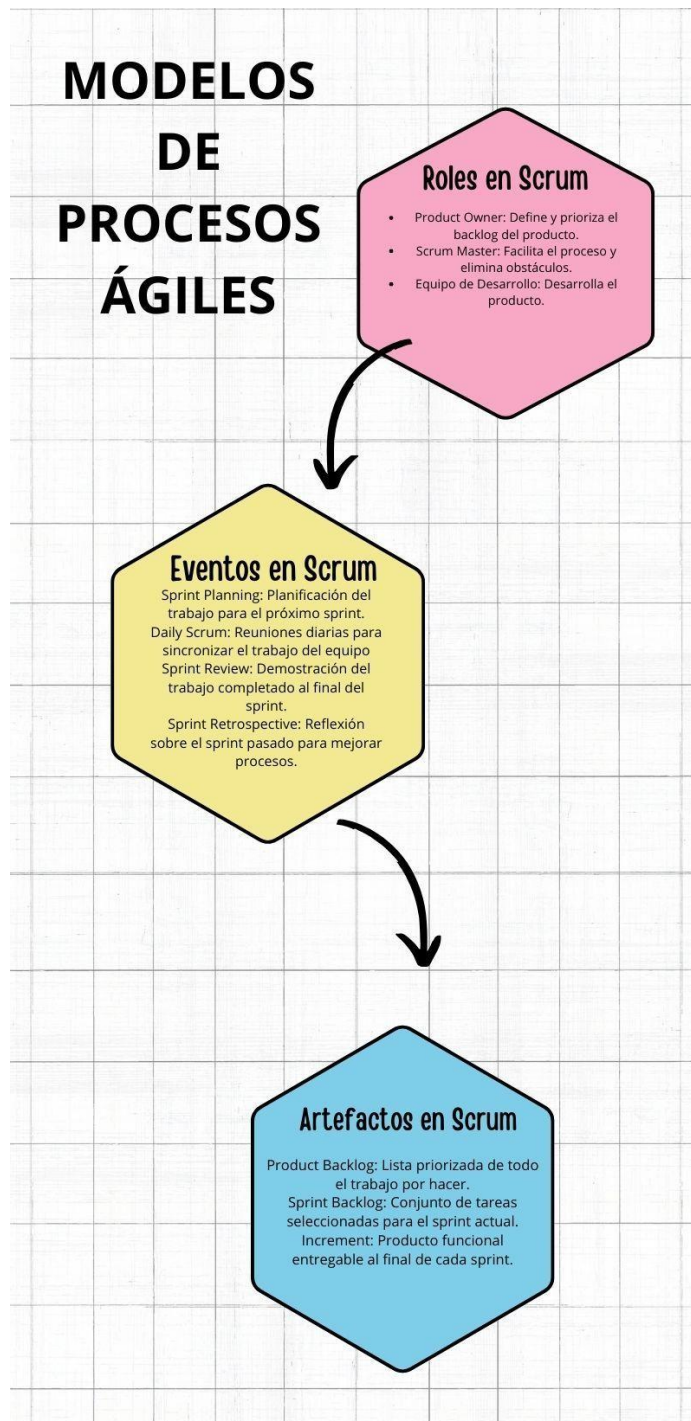 MODELOS
DE
PROCESOS
ÁGILES
Roles en Scrum
• Product Owner: Define y prioriza el
backlog del producto.
• Scrum Master: Facilita el proceso y
elimina obstáculos.
• Equipo de Desarrollo: Desarrolla el
producto.
Eventos en Scrum
Sprint Planning: Planificación del
trabajo para el próximo sprint.
Daily Scrum: Reuniones diarias para
sincronizar el trabajo del equipo
Sprint Review: Demostración del
trabajo completado al final del
sprint.
Sprint Retrospective: Reflexión
sobre el sprint pasado para mejorar
procesos.
Artefactos en Scrum
Product Backlog: Lista priorizada de todo
el trabajo por hacer.
Sprint Backlog: Conjunto de tareas
seleccionadas para el sprint actual.
Increment: Producto funcional
entregable al final de cada sprint.